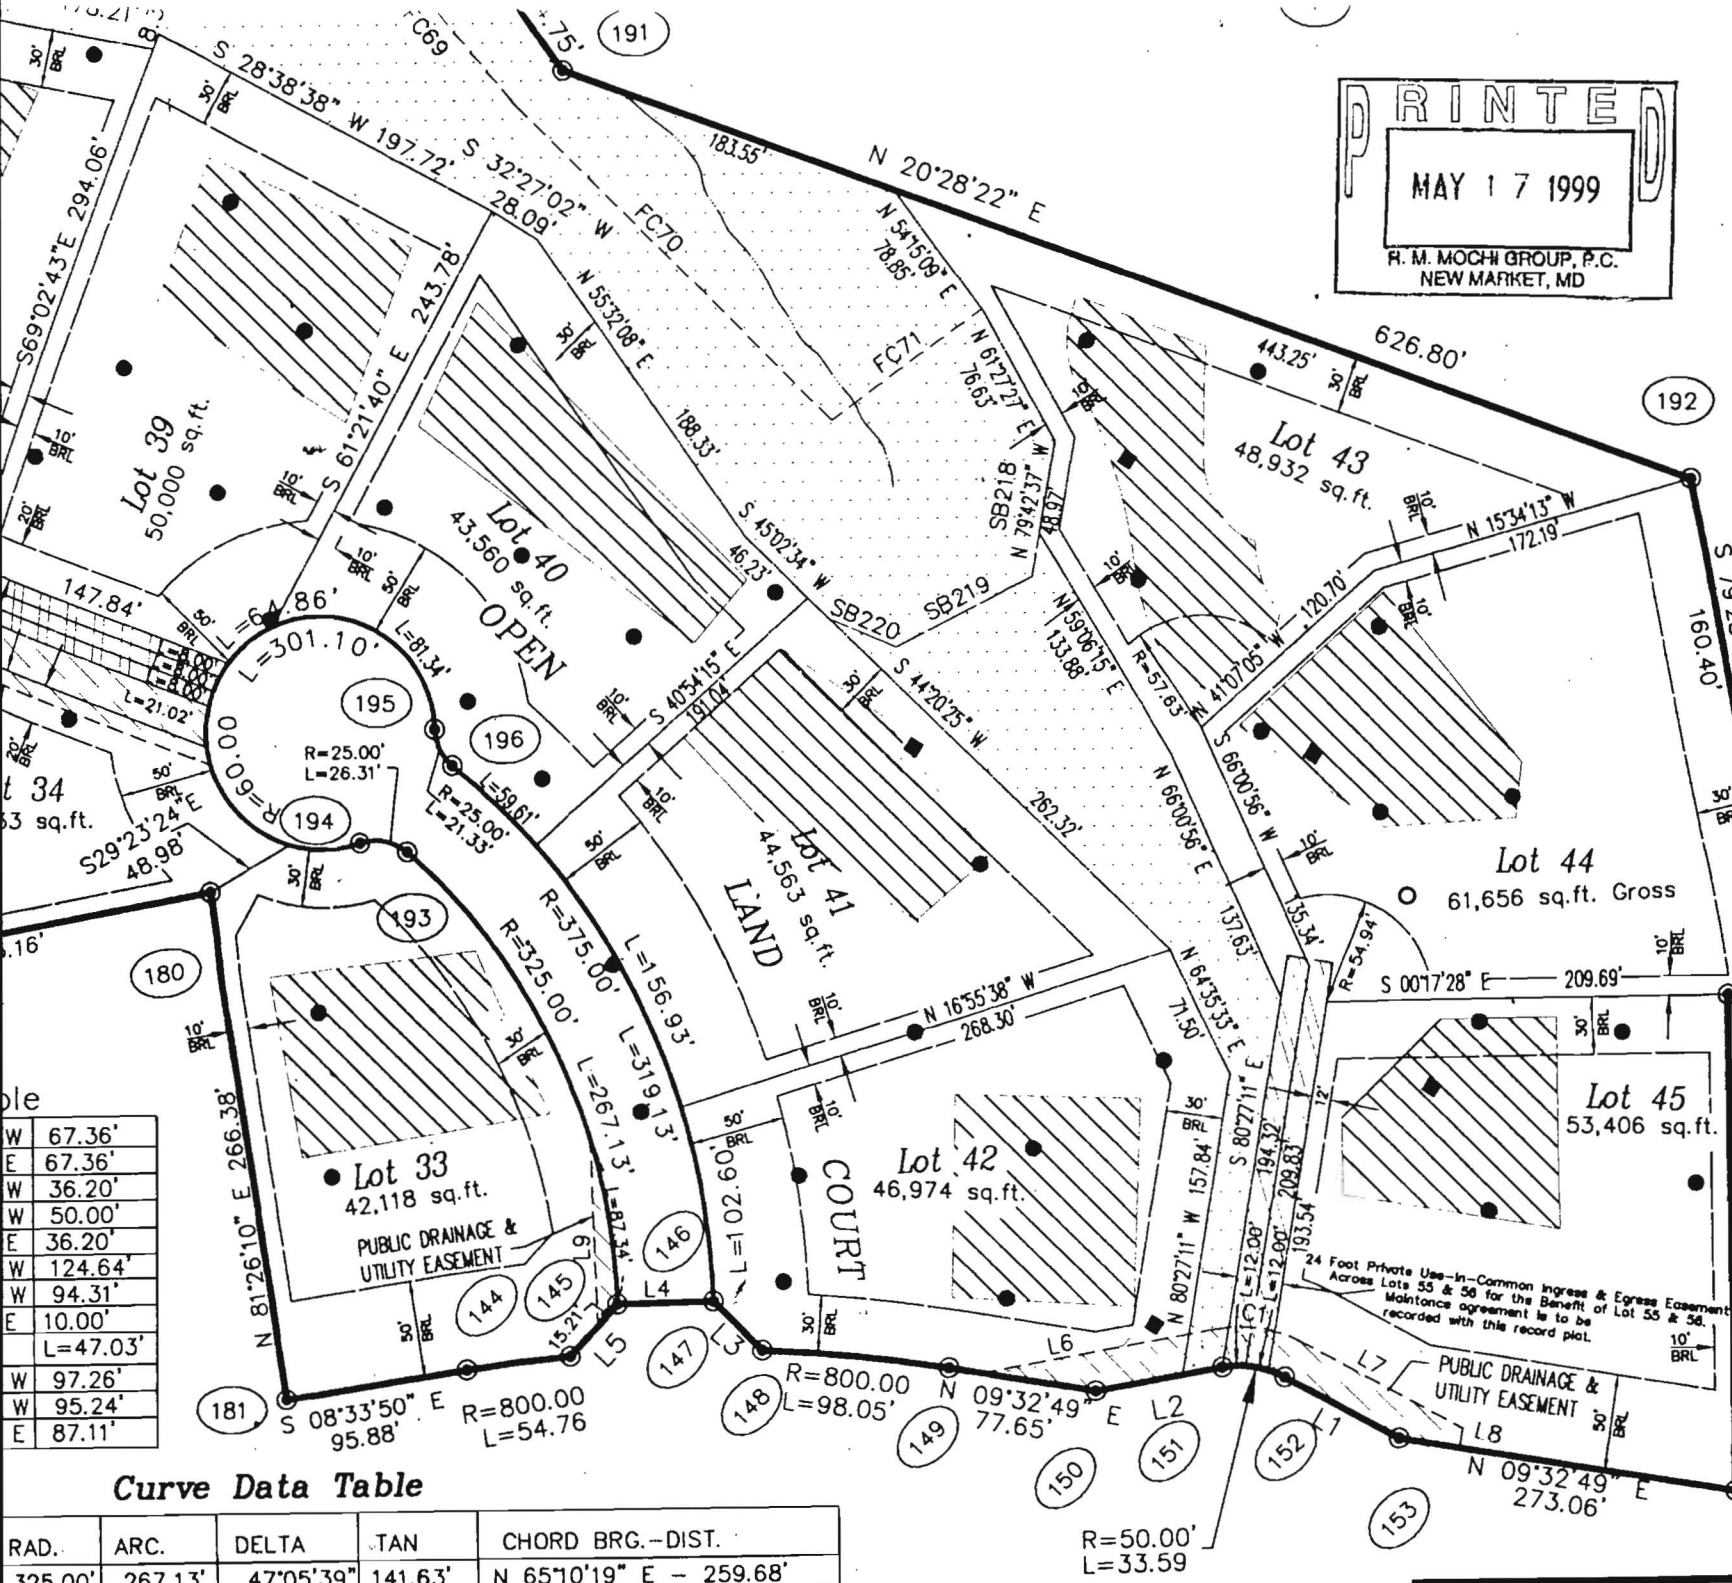 191
75'
FC69
S 28°38'38" W 197.72'
30'
BRL
S 32°27'02" W
28.09'
183.55'
N 20°28'22" E
626.80'
PRINTED
MAY 17 1999
R. M. MOCHI GROUP, P.C.
NEW MARKET, MD
S69°02'43"E 294.06'
243.78'
S 61°21'40" E
FC70
FC71
N 54°15'09" E
78.85'
N 55°32'08" E
188.33'
N 61°27'27" E
76.63'
443.25'
30'
BRL
192
Lot 39
50,000 sq.ft.
Lot 40
43,560 sq.ft.
OPEN
Lot 43
48,932 sq.ft.
SB218
N 79°42'37" W
48.97'
S 45°02'34" W
46.23'
SB219
SB220
N 15°34'13" W
172.19'
120.70'
N 41°07'05" W
R=57.63'
N 59°06'15" E
133.88'
160.40'
147.84'
L=64.86'
L=301.10'
L=81.34'
R=60.00
L=21.02'
195
196
R=25.00'
L=26.31'
R=25.00'
L=21.33'
L=59.61'
194
193
S 40°54'15" E
191.04'
S 44°20'25" W
262.32'
N 66°00'56" E
137.63'
S 66°00'56" W
135.34'
Lot 44
61,656 sq.ft. Gross
R=54.94'
S 00°17'28" E
209.69'
S29°23'24"E
48.98'
180
Lot 41
44,563 sq.ft.
LAND
R=375.00'
L=156.93'
L=319.13'
R=325.00'
L=267.13'
L=87.34'
N 16°55'38" W
268.30'
N 64°35'33" E
71.50'
Lot 45
53,406 sq.ft.
12'
S 80°27'11" E
194.32'
209.83'
193.54'
N 80°27'11" W 157.84'
Lot 42
46,974 sq.ft.
COURT
L=102.69'
Lot 33
42,118 sq.ft.
PUBLIC DRAINAGE &
UTILITY EASEMENT
N 81°26'10" E 266.38'
W 67.36'
E 67.36'
W 36.20'
W 50.00'
E 36.20'
W 124.64'
W 94.31'
E 10.00'
L=47.03'
W 97.26'
W 95.24'
E 87.11'
24 Foot Private Use-In-Common Ingress & Egress Easement
Across Lots 55 & 56 for the Benefit of Lot 55 & 56.
Maintonce agreement is to be
recorded with this record plat.
L=12.00'
L=12.00'
L9
L4
L3
L5
15.21'
144
145
146
147
148
149
150
151
152
153
181
L6
L7
L8
L2
L1
PUBLIC DRAINAGE &
UTILITY EASEMENT
S 08°33'50" E
95.88'
R=800.00
L=54.76
R=800.00
L=98.05'
N 09°32'49" E
77.65'
N 09°32'49" E
273.06'
R=50.00'
L=33.59
Curve Data Table
RAD. ARC. DELTA TAN CHORD BRG.-DIST.
325.00' 267.13' 47°05'39" 141.63' N 65°10'19" E - 259.68'